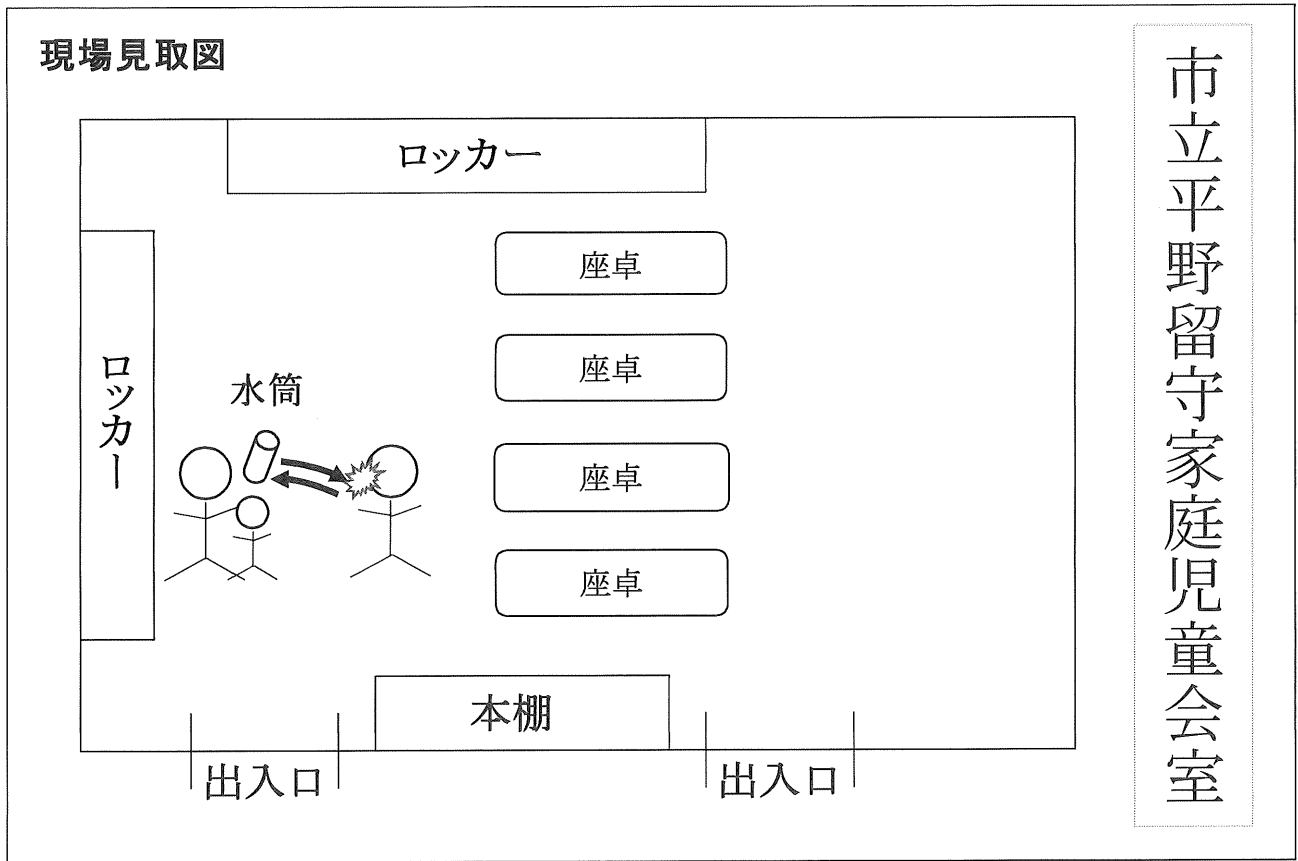 現場見取図
市立平野留守家庭児童会室
ロッカー
ロッカー
座卓
座卓
座卓
座卓
水筒
本棚
出入口
出入口